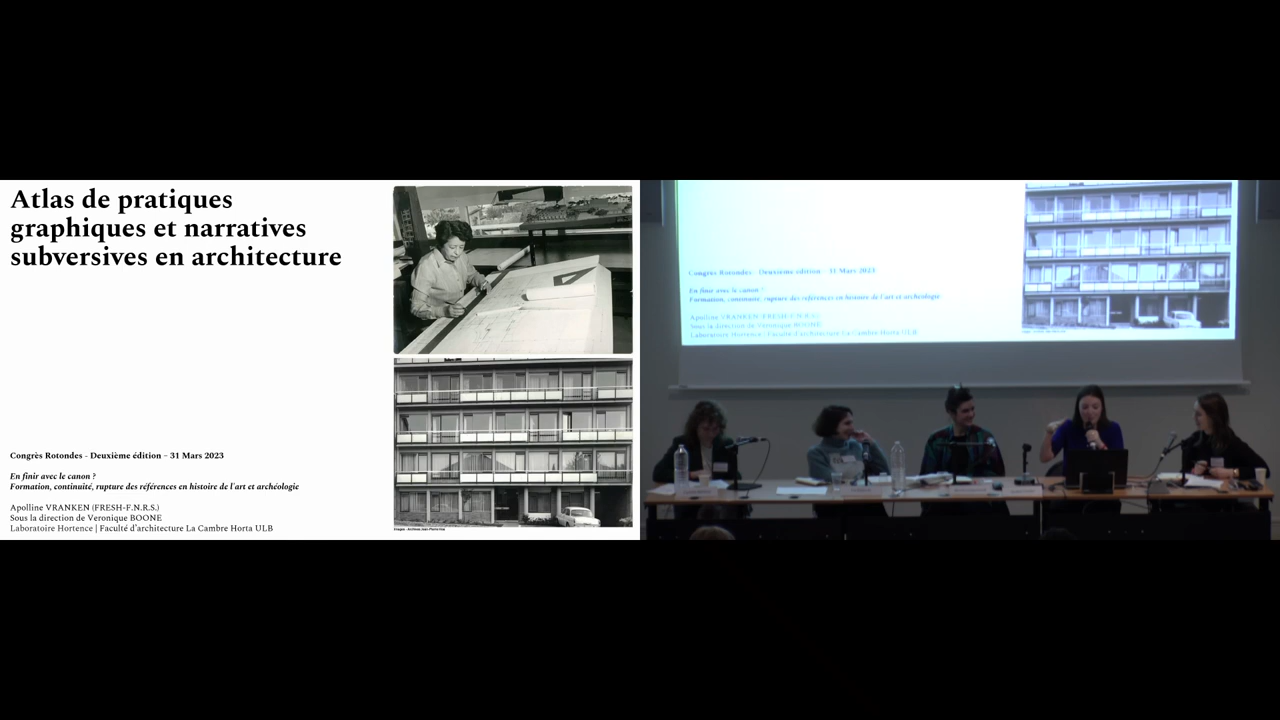 Atlas de pratiques
graphiques et narratives
subversives en architecture
Congrès Rotondes - Deuxième édition – 31 Mars 2023
En finir avec le canon ?
Formation, continuité, rupture des références en histoire de l'art et archéologie
Apolline VRANKEN (FRESH-F.N.R.S.)
Sous la direction de Veronique BOONE
Laboratoire Hortence | Faculté d'architecture La Cambre Horta ULB
Congrès Rotondes - Deuxième édition – 31 Mars 2023
En finir avec le canon ?
Formation, continuité, rupture des références en histoire de l'art et archéologie
Apolline VRANKEN (FRESH-F.N.R.S.)
Sous la direction de Veronique BOONE
Laboratoire Hortence | Faculté d'architecture La Cambre Horta ULB